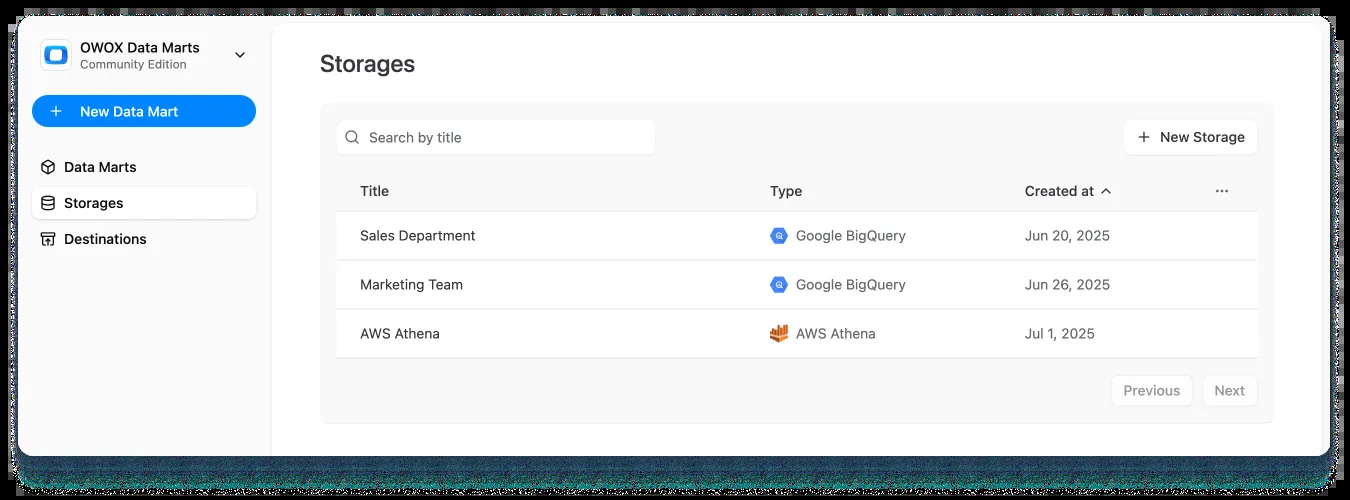 OWOX Data Marts
Community Edition
New Data Mart
Data Marts
Storages
Destinations
Storages
Search by title
New Storage
Title Type Created at
Sales Department Google BigQuery Jun 20, 2025
Marketing Team Google BigQuery Jun 26, 2025
AWS Athena AWS Athena Jul 1, 2025
Previous Next